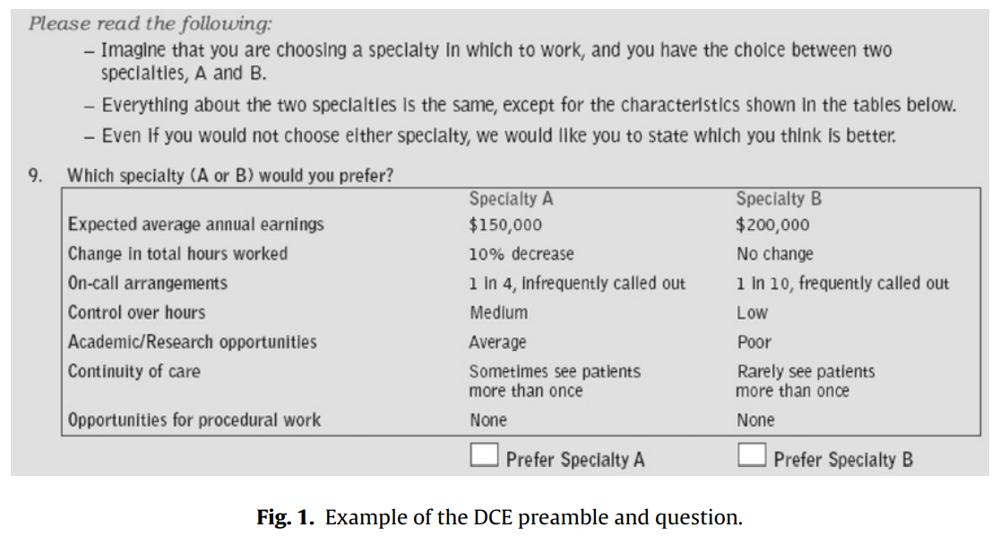 Please read the following:
– Imagine that you are choosing a specialty in which to work, and you have the choice between two
specialties, A and B.
– Everything about the two specialties is the same, except for the characteristics shown in the tables below.
– Even if you would not choose either specialty, we would like you to state which you think is better.
9. Which specialty (A or B) would you prefer?
Specialty A Specialty B
Expected average annual earnings $150,000 $200,000
Change in total hours worked 10% decrease No change
On-call arrangements 1 in 4, infrequently called out 1 in 10, frequently called out
Control over hours Medium Low
Academic/Research opportunities Average Poor
Continuity of care Sometimes see patients Rarely see patients
more than once more than once
Opportunities for procedural work None None
Prefer Specialty A Prefer Specialty B
Fig. 1. Example of the DCE preamble and question.